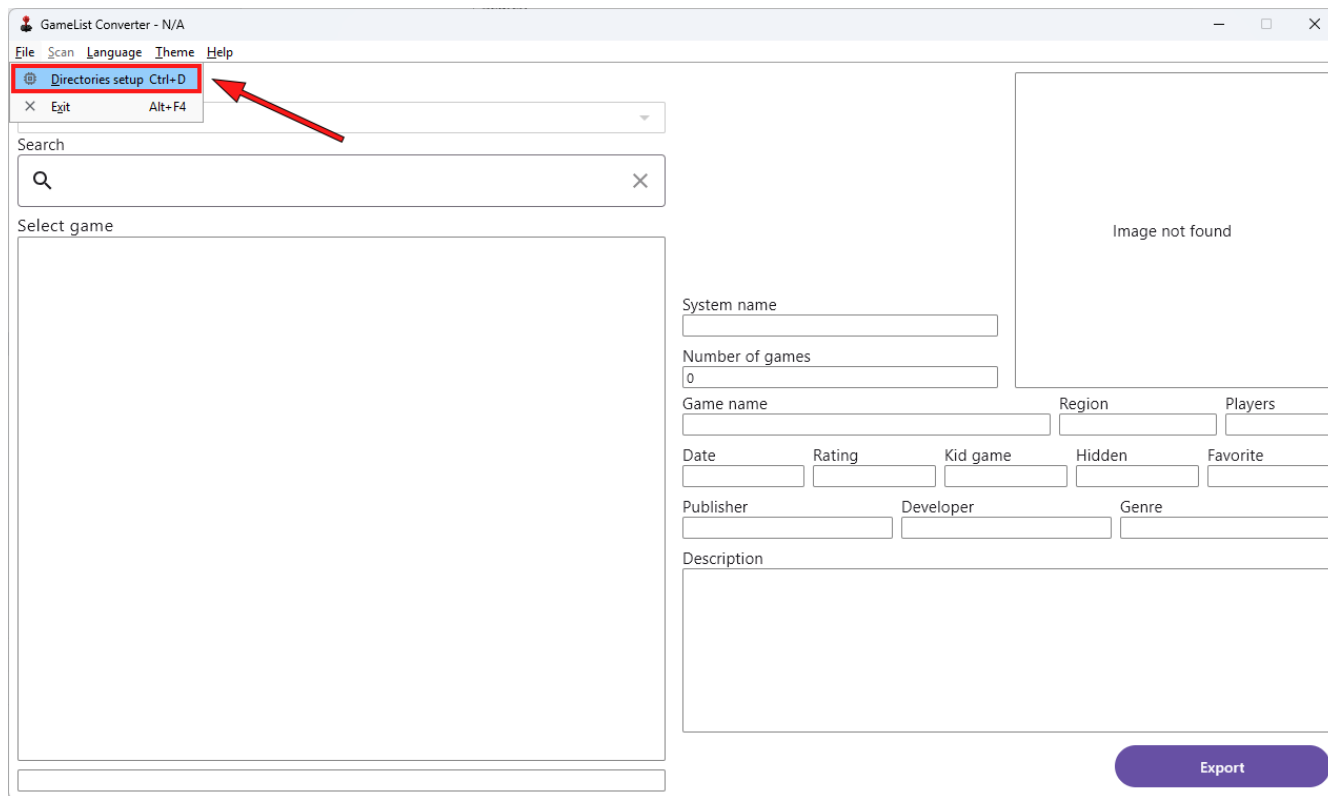 GameList Converter - N/A
File Scan Language Theme Help
Directories setup Ctrl+D
Exit Alt+F4
Search
Select game
Image not found
System name
Number of games
0
Game name Region Players
Date Rating Kid game Hidden Favorite
Publisher Developer Genre
Description
Export